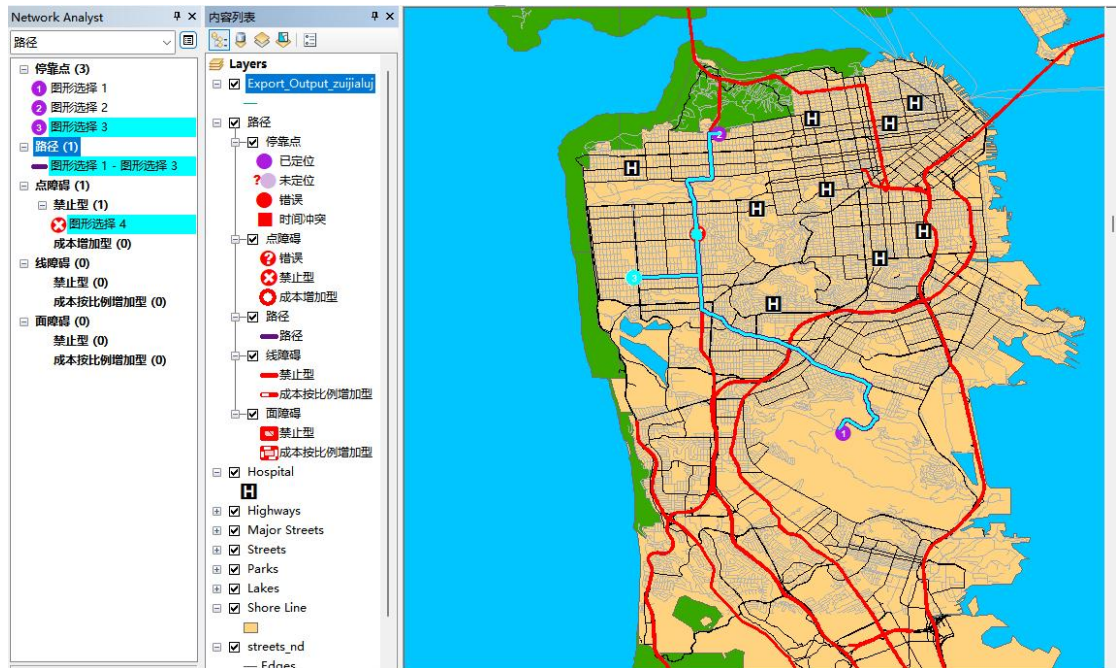 Network Analyst
路径
停靠点 (3)
1 图形选择 1
2 图形选择 2
3 图形选择 3
路径 (1)
图形选择 1 - 图形选择 3
点障碍 (1)
禁止型 (1)
图形选择 4
成本增加型 (0)
线障碍 (0)
禁止型 (0)
成本按比例增加型 (0)
面障碍 (0)
禁止型 (0)
成本按比例增加型 (0)
内容列表
Layers
Export_Output_zuijialuj
路径
停靠点
已定位
? 未定位
错误
时间冲突
点障碍
? 错误
禁止型
成本增加型
路径
路径
线障碍
禁止型
成本按比例增加型
面障碍
禁止型
成本按比例增加型
Hospital
H
Highways
Major Streets
Streets
Parks
Lakes
Shore Line
streets_nd
Edges
H
H
H
2
H
H
H
H
H
3
H
1